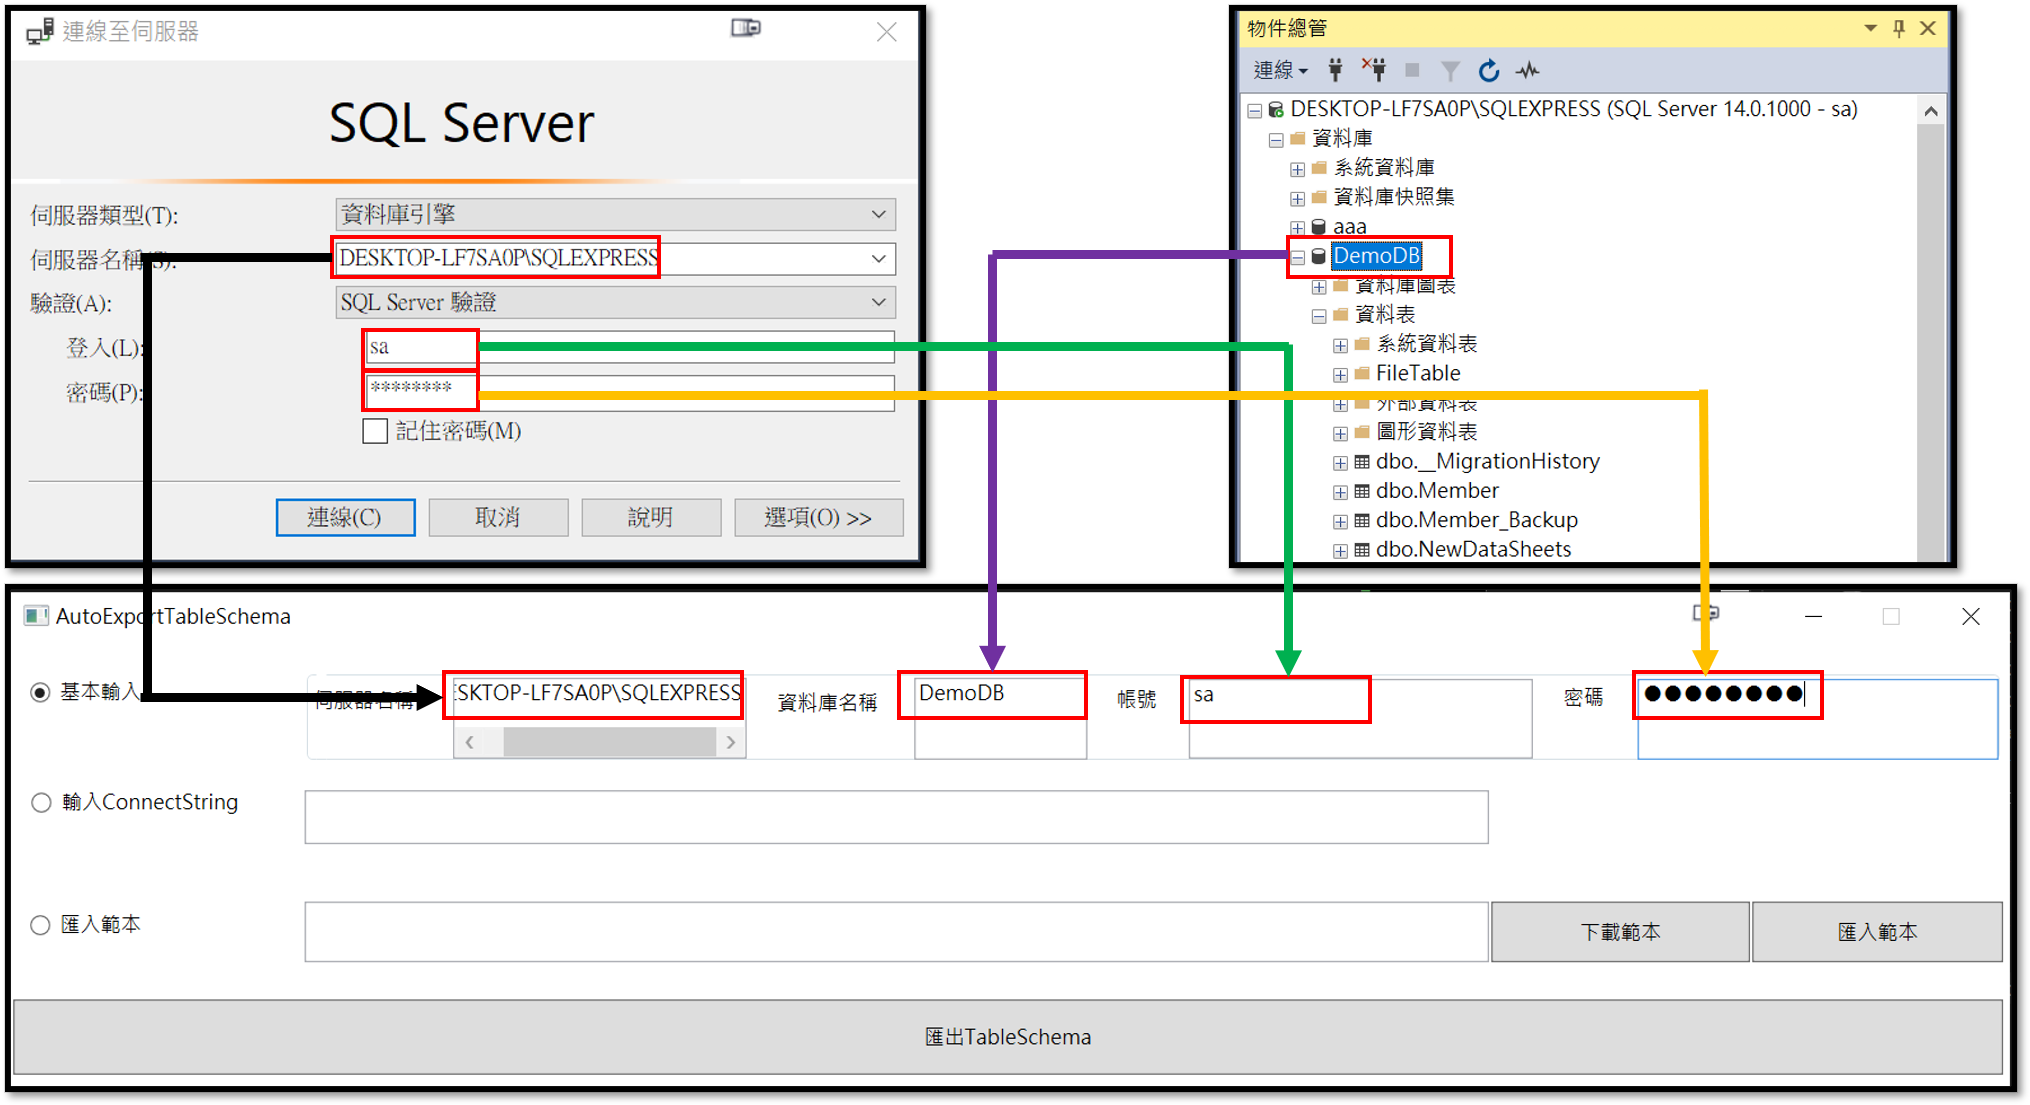 連線至伺服器
SQL Server
伺服器類型(T):
資料庫引擎
伺服器名稱(S):
DESKTOP-LF7SA0P\SQLEXPRESS
驗證(A):
SQL Server 驗證
登入(L):
sa
密碼(P):
********
記住密碼(M)
連線(C)
取消
說明
選項(O) >>
物件總管
連線
DESKTOP-LF7SA0P\SQLEXPRESS (SQL Server 14.0.1000 - sa)
資料庫
系統資料庫
資料庫快照集
aaa
DemoDB
資料庫圖表
資料表
系統資料表
FileTable
外部資料表
圖形資料表
dbo.__MigrationHistory
dbo.Member
dbo.Member_Backup
dbo.NewDataSheets
AutoExportTableSchema
基本輸入
伺服器名稱
ESKTOP-LF7SA0P\SQLEXPRESS
資料庫名稱
DemoDB
帳號
sa
密碼
●●●●●●●●
輸入ConnectString
匯入範本
下載範本
匯入範本
匯出TableSchema